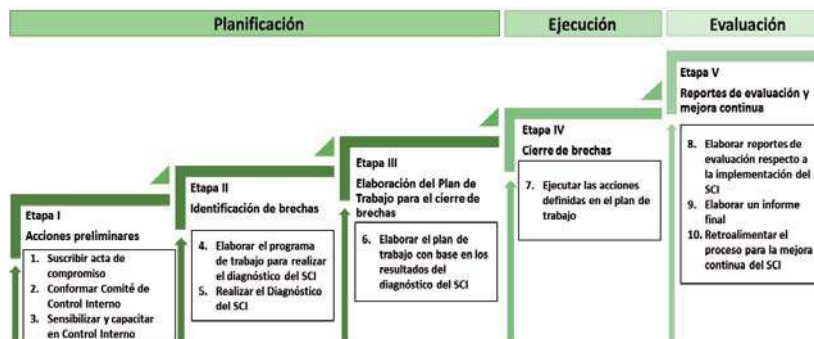 Planificación
Ejecución
Evaluación
Etapa I
Acciones preliminares
1. Suscribir acta de
compromiso
2. Conformar Comité de
Control Interno
3. Sensibilizar y capacitar
en Control Interno
Etapa II
Identificación de brechas
4. Elaborar el programa
de trabajo para realizar
el diagnóstico del SCI
5. Realizar el Diagnóstico
del SCI
Etapa III
Elaboración del Plan de
Trabajo para el cierre de
brechas
6. Elaborar el plan de
trabajo con base en los
resultados del
diagnóstico del SCI
Etapa IV
Cierre de brechas
7. Ejecutar las acciones
definidas en el plan de
trabajo
Etapa V
Reportes de evaluación y
mejora continua
8. Elaborar reportes de
evaluación respecto a
la implementación del
SCI
9. Elaborar un informe
final
10. Retroalimentar el
proceso para la mejora
continua del SCI